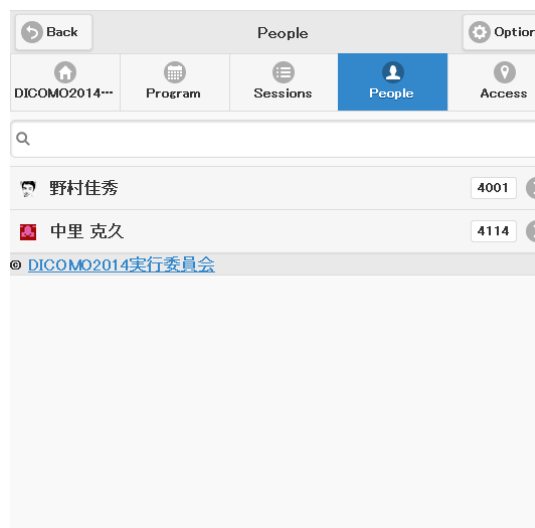 Back People Option
DICOMO2014… Program Sessions People Access
野村佳秀 4001
中里 克久 4114
© DICOMO2014実行委員会